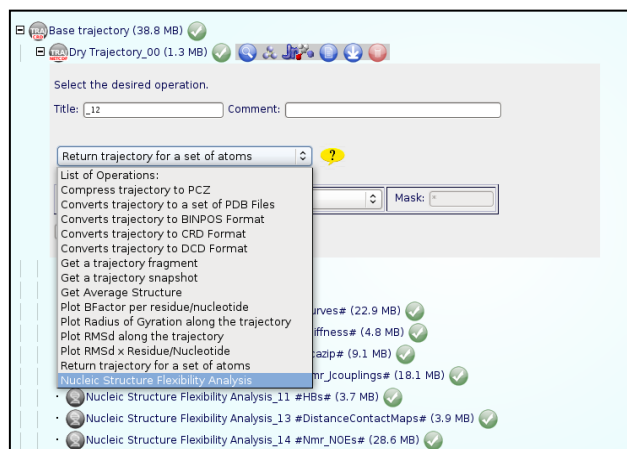 Base trajectory (38.8 MB)
Dry Trajectory_00 (1.3 MB)
Select the desired operation.
Title: _12 Comment:
Return trajectory for a set of atoms ?
List of Operations:
Compress trajectory to PCZ
Converts trajectory to a set of PDB Files
Converts trajectory to BINPOS Format
Mask: *
Converts trajectory to CRD Format
Converts trajectory to DCD Format
Get a trajectory fragment
Get a trajectory snapshot
Get Average Structure
Plot BFactor per residue/nucleotide
urves# (22.9 MB)
Plot Radius of Gyration along the trajectory
iffness# (4.8 MB)
Plot RMSd along the trajectory
Plot RMSd x Residue/Nucleotide
tazip# (9.1 MB)
Return trajectory for a set of atoms
Nucleic Structure Flexibility Analysis
mr_Jcouplings# (18.1 MB)
Nucleic Structure Flexibility Analysis_11 #HBs# (3.7 MB)
Nucleic Structure Flexibility Analysis_13 #DistanceContactMaps# (3.9 MB)
Nucleic Structure Flexibility Analysis_14 #Nmr_NOEs# (28.6 MB)